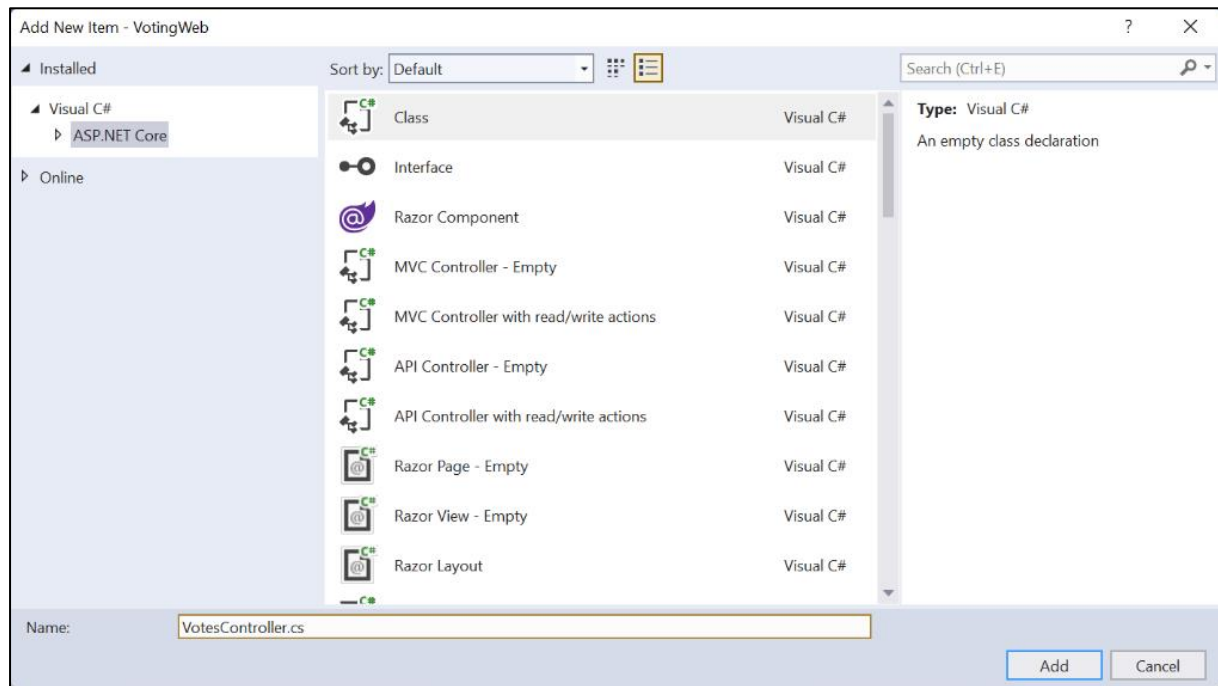 Add New Item - VotingWeb ? ×
Installed
Visual C#
ASP.NET Core
Online
Sort by: Default
Search (Ctrl+E)
C# Class Visual C#
Interface Visual C#
@ Razor Component Visual C#
C# MVC Controller - Empty Visual C#
C# MVC Controller with read/write actions Visual C#
C# API Controller - Empty Visual C#
C# API Controller with read/write actions Visual C#
C# @ Razor Page - Empty Visual C#
C# @ Razor View - Empty Visual C#
C# @ Razor Layout Visual C#
C#
Type: Visual C#
An empty class declaration
Name: VotesController.cs
Add Cancel